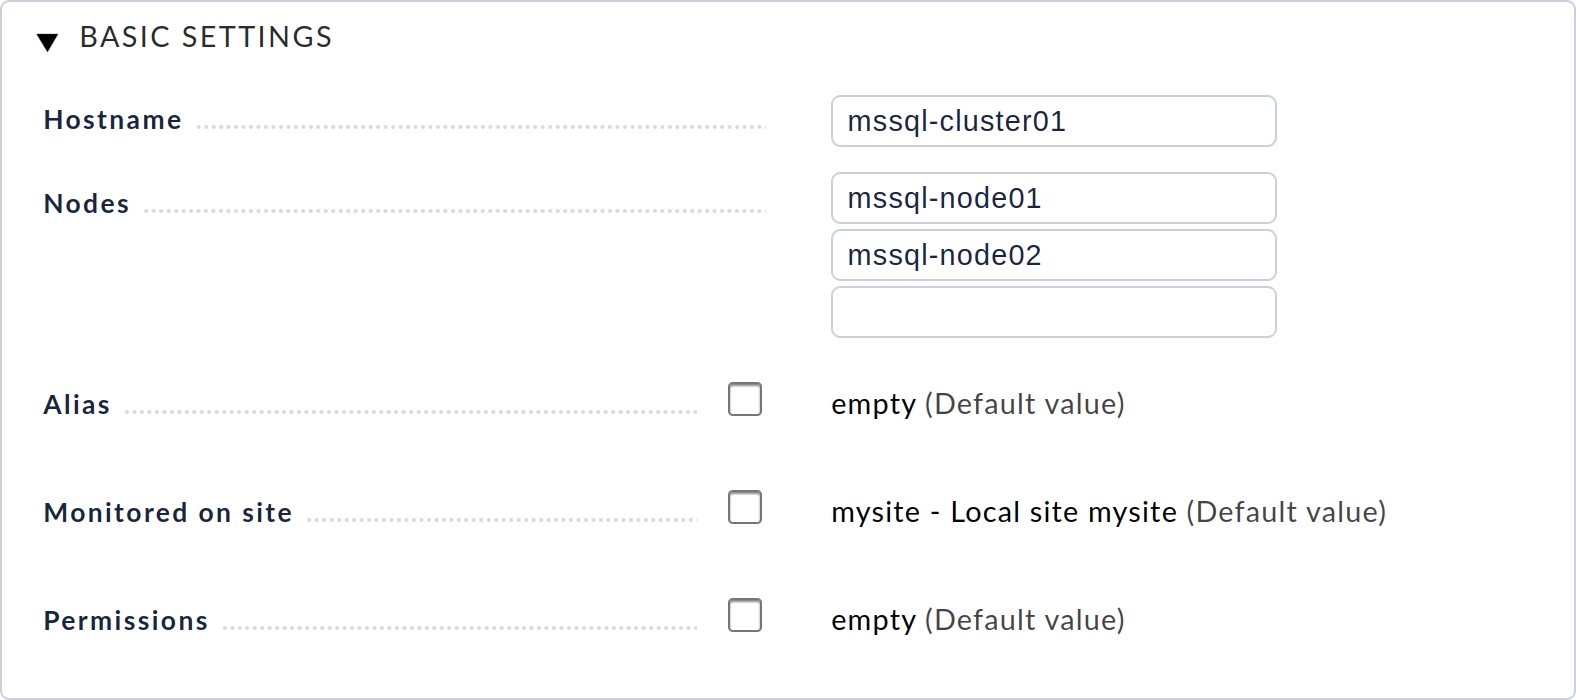 BASIC SETTINGS
Hostname mssql-cluster01
Nodes mssql-node01
mssql-node02
Alias empty (Default value)
Monitored on site mysite - Local site mysite (Default value)
Permissions empty (Default value)